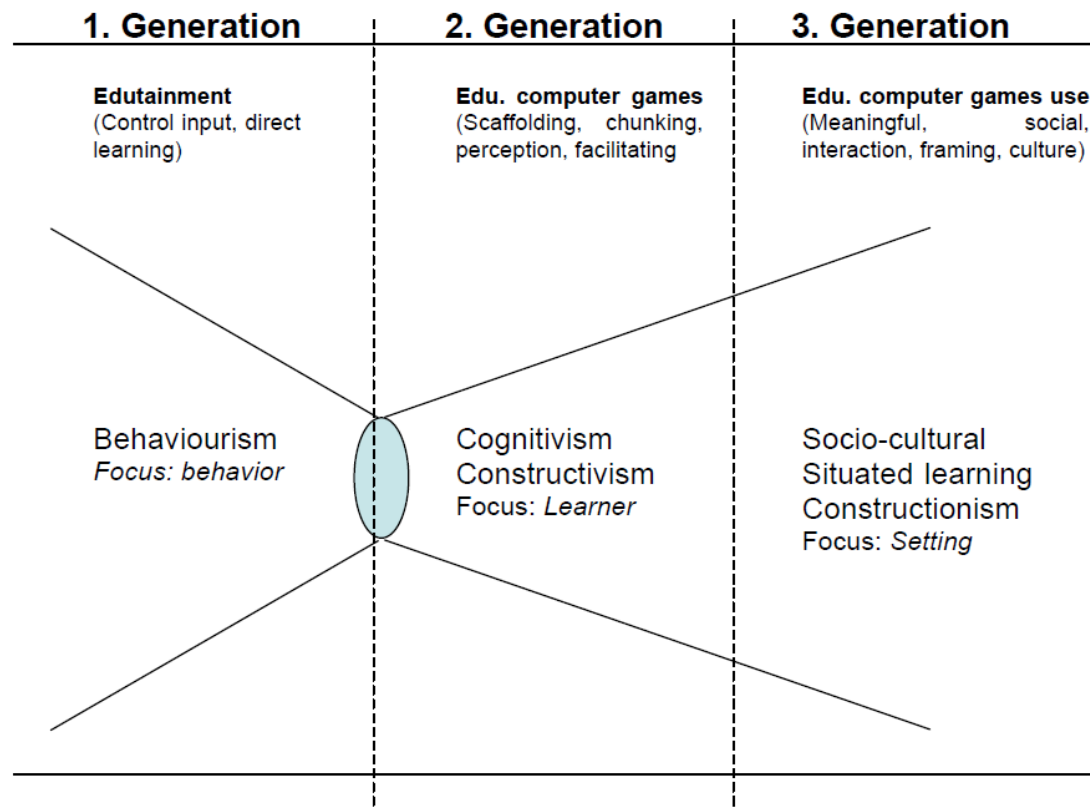 1. Generation
2. Generation
3. Generation
Edutainment
(Control input, direct
learning)
Edu. computer games
(Scaffolding, chunking,
perception, facilitating
Edu. computer games use
(Meaningful, social,
interaction, framing, culture)
Behaviourism
Focus: behavior
Cognitivism
Constructivism
Focus: Learner
Socio-cultural
Situated learning
Constructionism
Focus: Setting